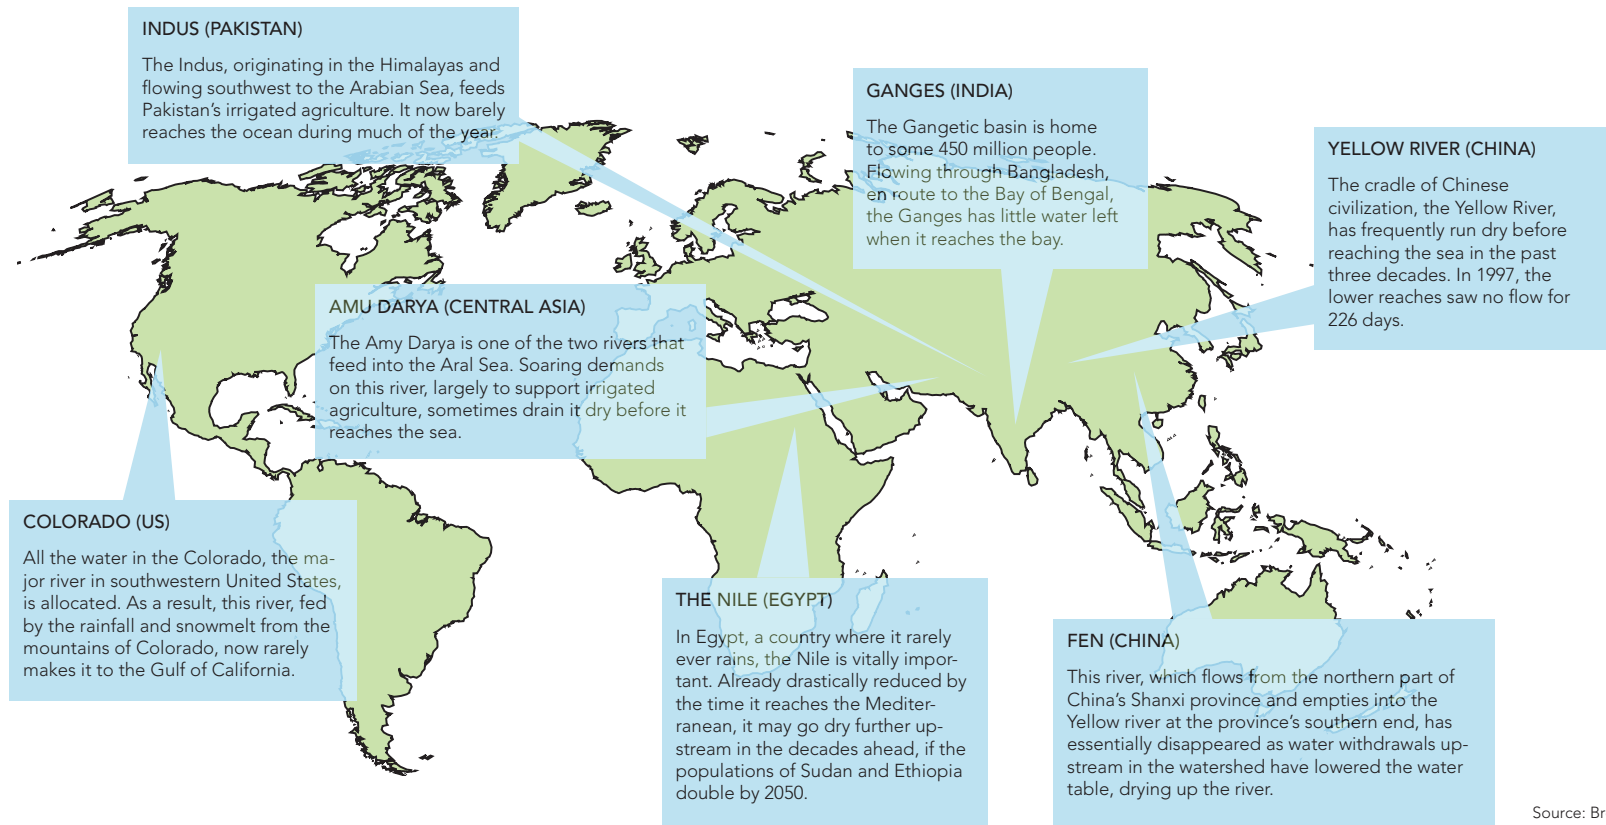 INDUS (PAKISTAN)
The Indus, originating in the Himalayas and
flowing southwest to the Arabian Sea, feeds
Pakistan’s irrigated agriculture. It now barely
reaches the ocean during much of the year.
GANGES (INDIA)
The Gangetic basin is home
to some 450 million people.
Flowing through Bangladesh,
en route to the Bay of Bengal,
the Ganges has little water left
when it reaches the bay.
YELLOW RIVER (CHINA)
The cradle of Chinese
civilization, the Yellow River,
has frequently run dry before
reaching the sea in the past
three decades. In 1997, the
lower reaches saw no flow for
226 days.
AMU DARYA (CENTRAL ASIA)
The Amy Darya is one of the two rivers that
feed into the Aral Sea. Soaring demands
on this river, largely to support irrigated
agriculture, sometimes drain it dry before it
reaches the sea.
COLORADO (US)
All the water in the Colorado, the ma-
jor river in southwestern United States,
is allocated. As a result, this river, fed
by the rainfall and snowmelt from the
mountains of Colorado, now rarely
makes it to the Gulf of California.
THE NILE (EGYPT)
In Egypt, a country where it rarely
ever rains, the Nile is vitally impor-
tant. Already drastically reduced by
the time it reaches the Mediter-
ranean, it may go dry further up-
stream in the decades ahead, if the
populations of Sudan and Ethiopia
double by 2050.
FEN (CHINA)
This river, which flows from the northern part of
China’s Shanxi province and empties into the
Yellow river at the province’s southern end, has
essentially disappeared as water withdrawals up-
stream in the watershed have lowered the water
table, drying up the river.
Source: Br